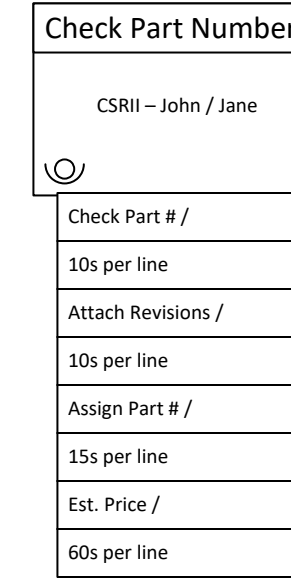 Check Part Number
CSRII – John / Jane
Check Part # /
10s per line
Attach Revisions /
10s per line
Assign Part # /
15s per line
Est. Price /
60s per line